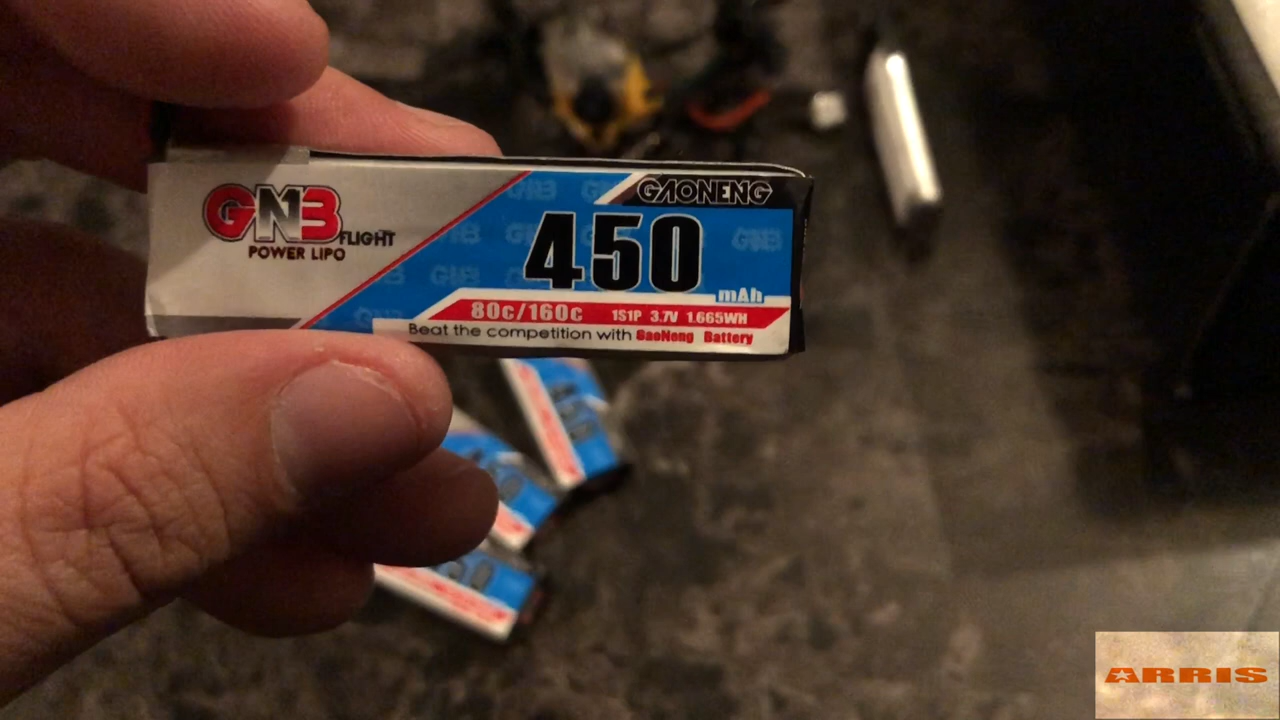 GNB FLIGHT
POWER LIPO
GAONENG
450
mAh
80c/160c 1S1P 3.7V 1.665WH
Beat the competition with GaoNeng Battery
ARRIS